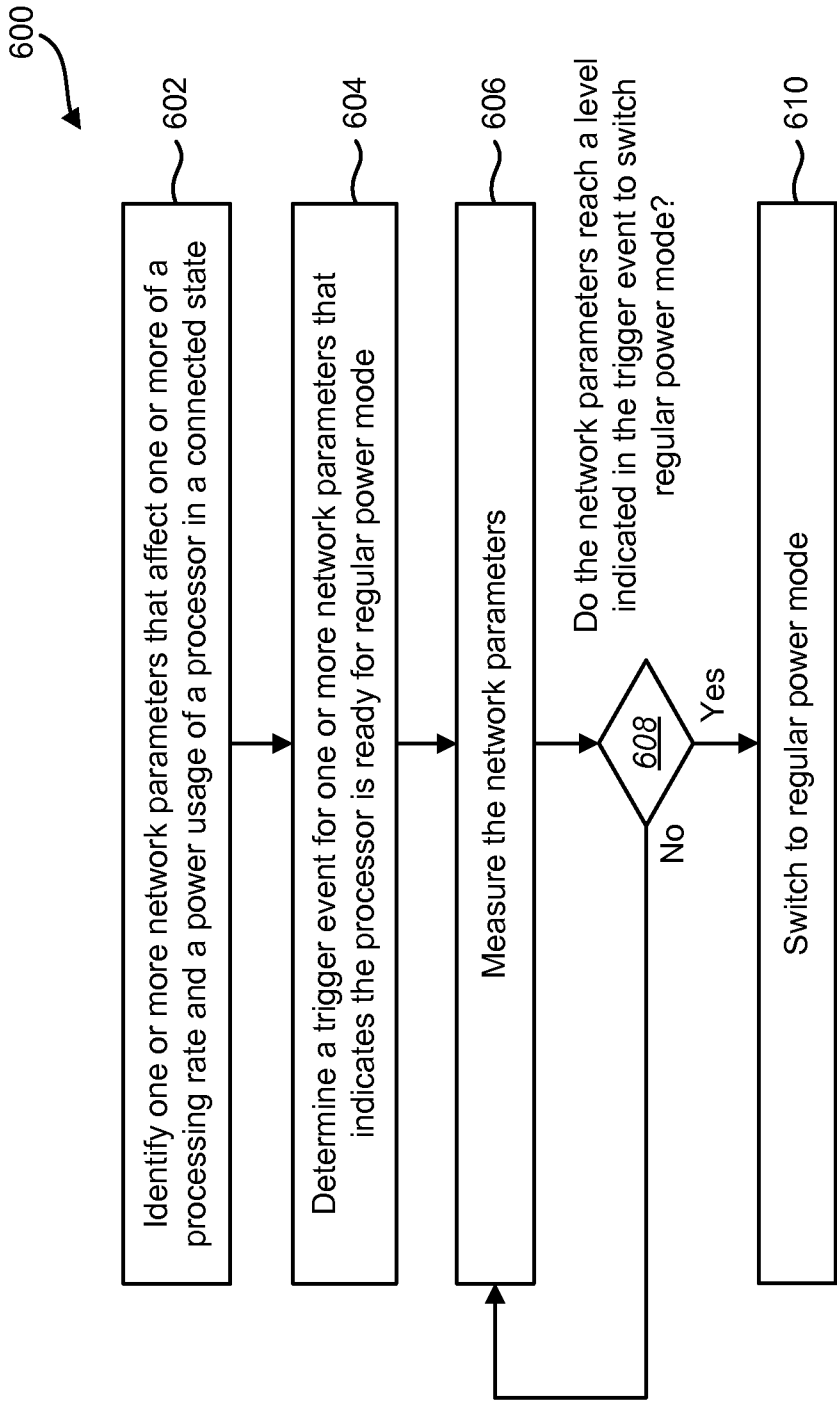 600
Identify one or more network parameters that affect one or more of a
processing rate and a power usage of a processor in a connected state
602
Determine a trigger event for one or more network parameters that
indicates the processor is ready for regular power mode
604
Measure the network parameters
606
Do the network parameters reach a level
indicated in the trigger event to switch
regular power mode?
608
No
Yes
Switch to regular power mode
610